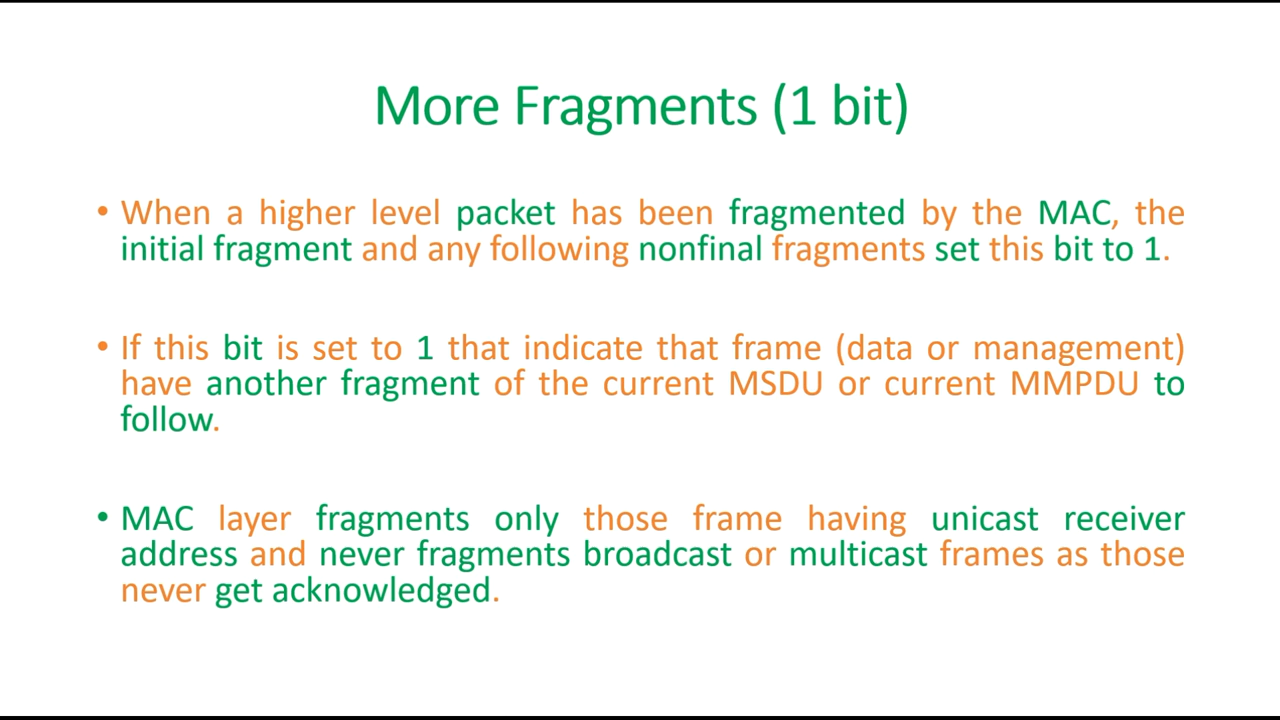 More Fragments (1 bit)
• When a higher level packet has been fragmented by the MAC, the
initial fragment and any following nonfinal fragments set this bit to 1.
• If this bit is set to 1 that indicate that frame (data or management)
have another fragment of the current MSDU or current MMPDU to
follow.
• MAC layer fragments only those frame having unicast receiver
address and never fragments broadcast or multicast frames as those
never get acknowledged.